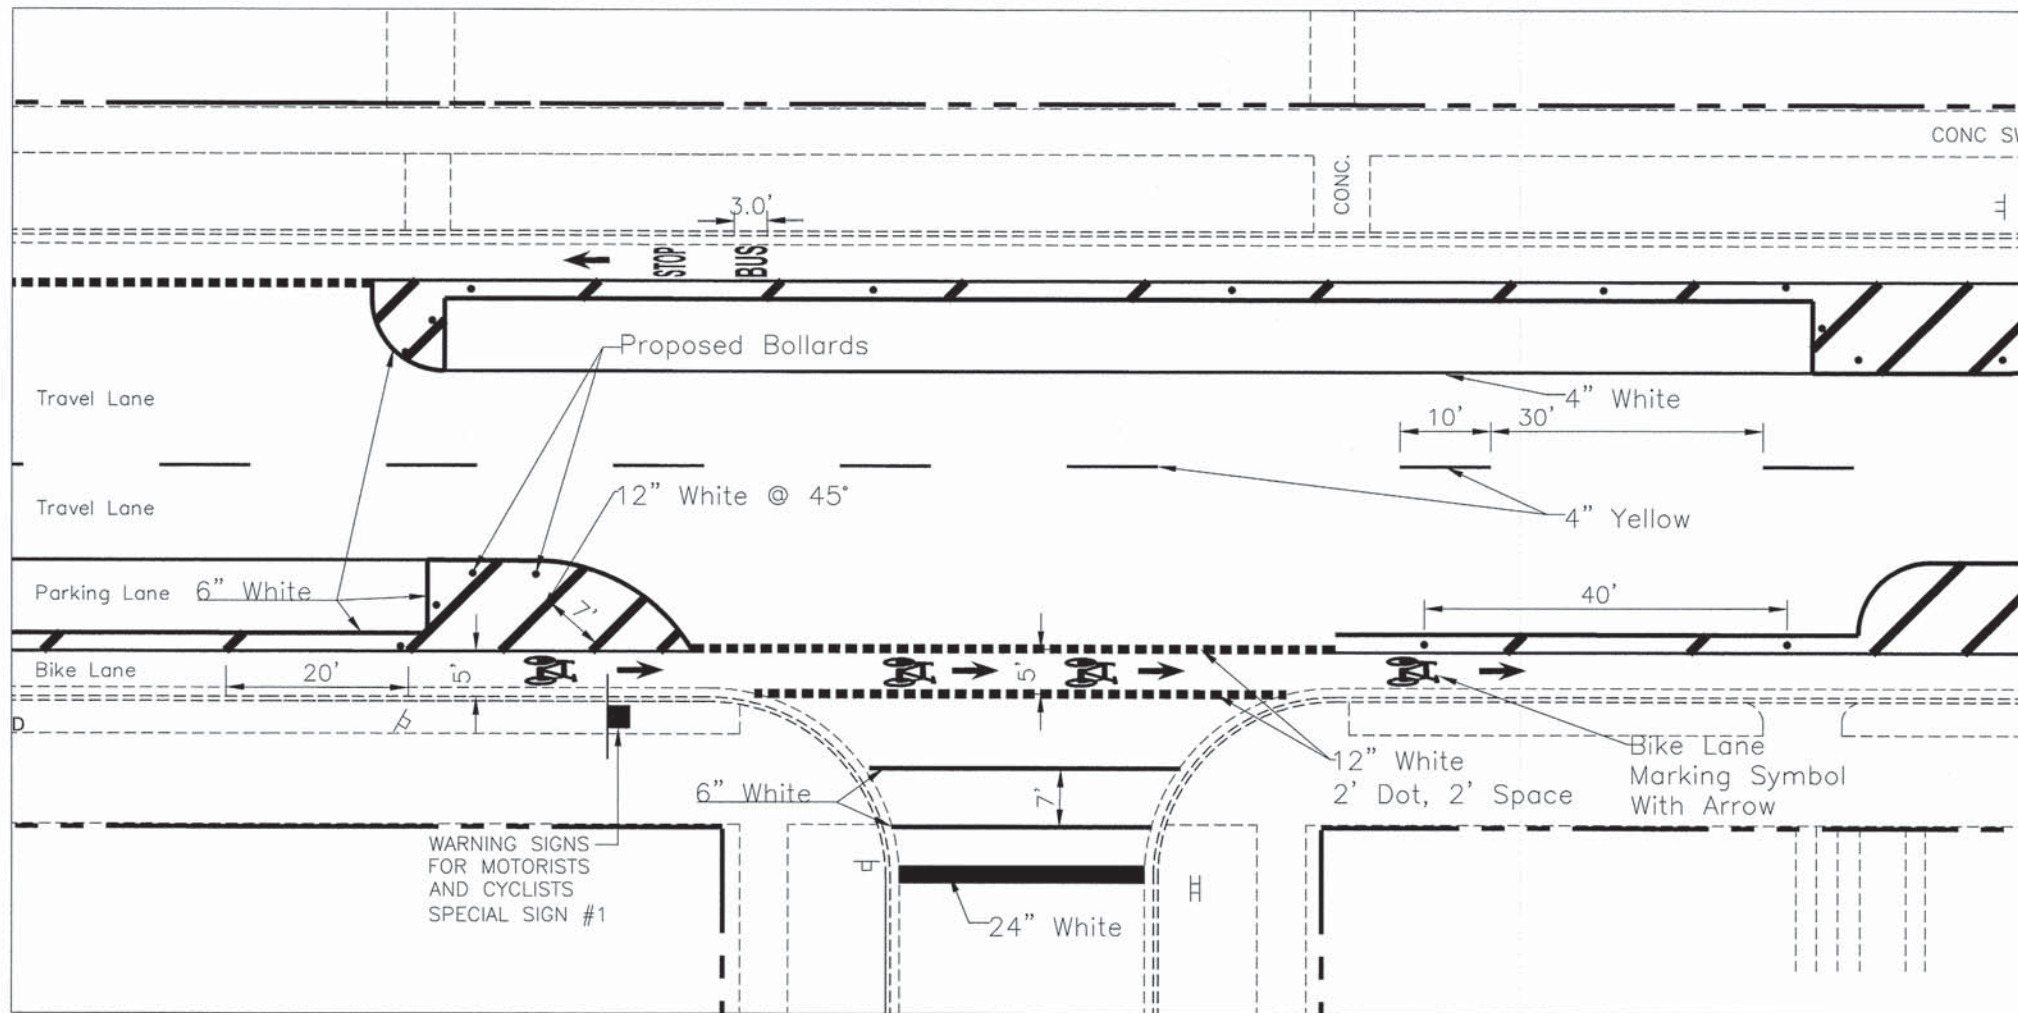 CONC SW
CONC.
3.0'
STOP
BUS
Proposed Bollards
Travel Lane
4" White
10'
30'
12" White @ 45°
Travel Lane
4" Yellow
Parking Lane
6" White
7'
40'
Bike Lane
20'
5'
5'
D
12" White
2' Dot, 2' Space
Bike Lane
Marking Symbol
With Arrow
6" White
7'
WARNING SIGNS
FOR MOTORISTS
AND CYCLISTS
SPECIAL SIGN #1
24" White